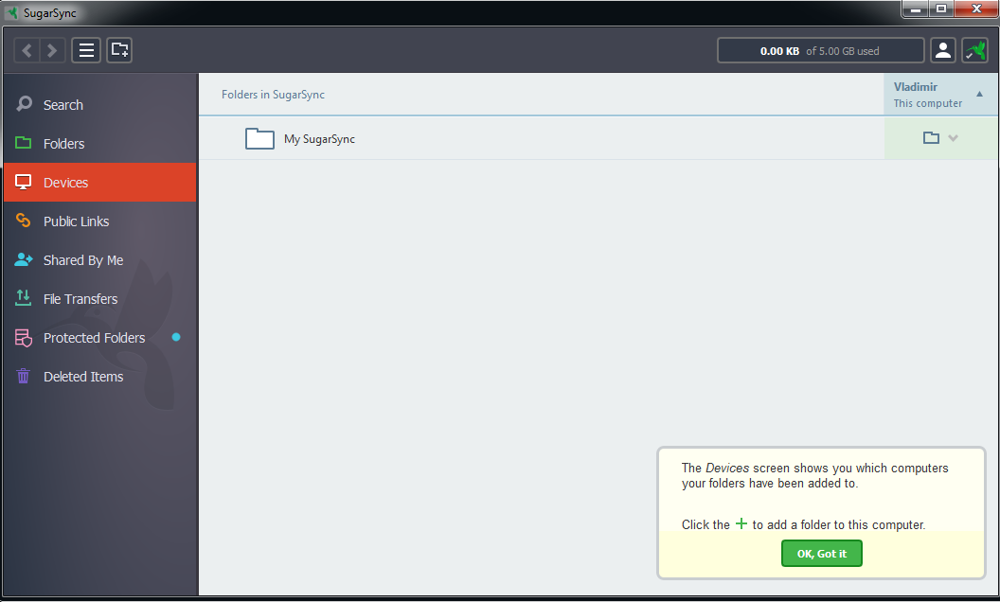 SugarSync
0.00 KB of 5.00 GB used
Search
Folders
Devices
Public Links
Shared By Me
File Transfers
Protected Folders
Deleted Items
Folders in SugarSync
Vladimir
This computer
My SugarSync
The Devices screen shows you which computers
your folders have been added to.
Click the + to add a folder to this computer.
OK, Got it